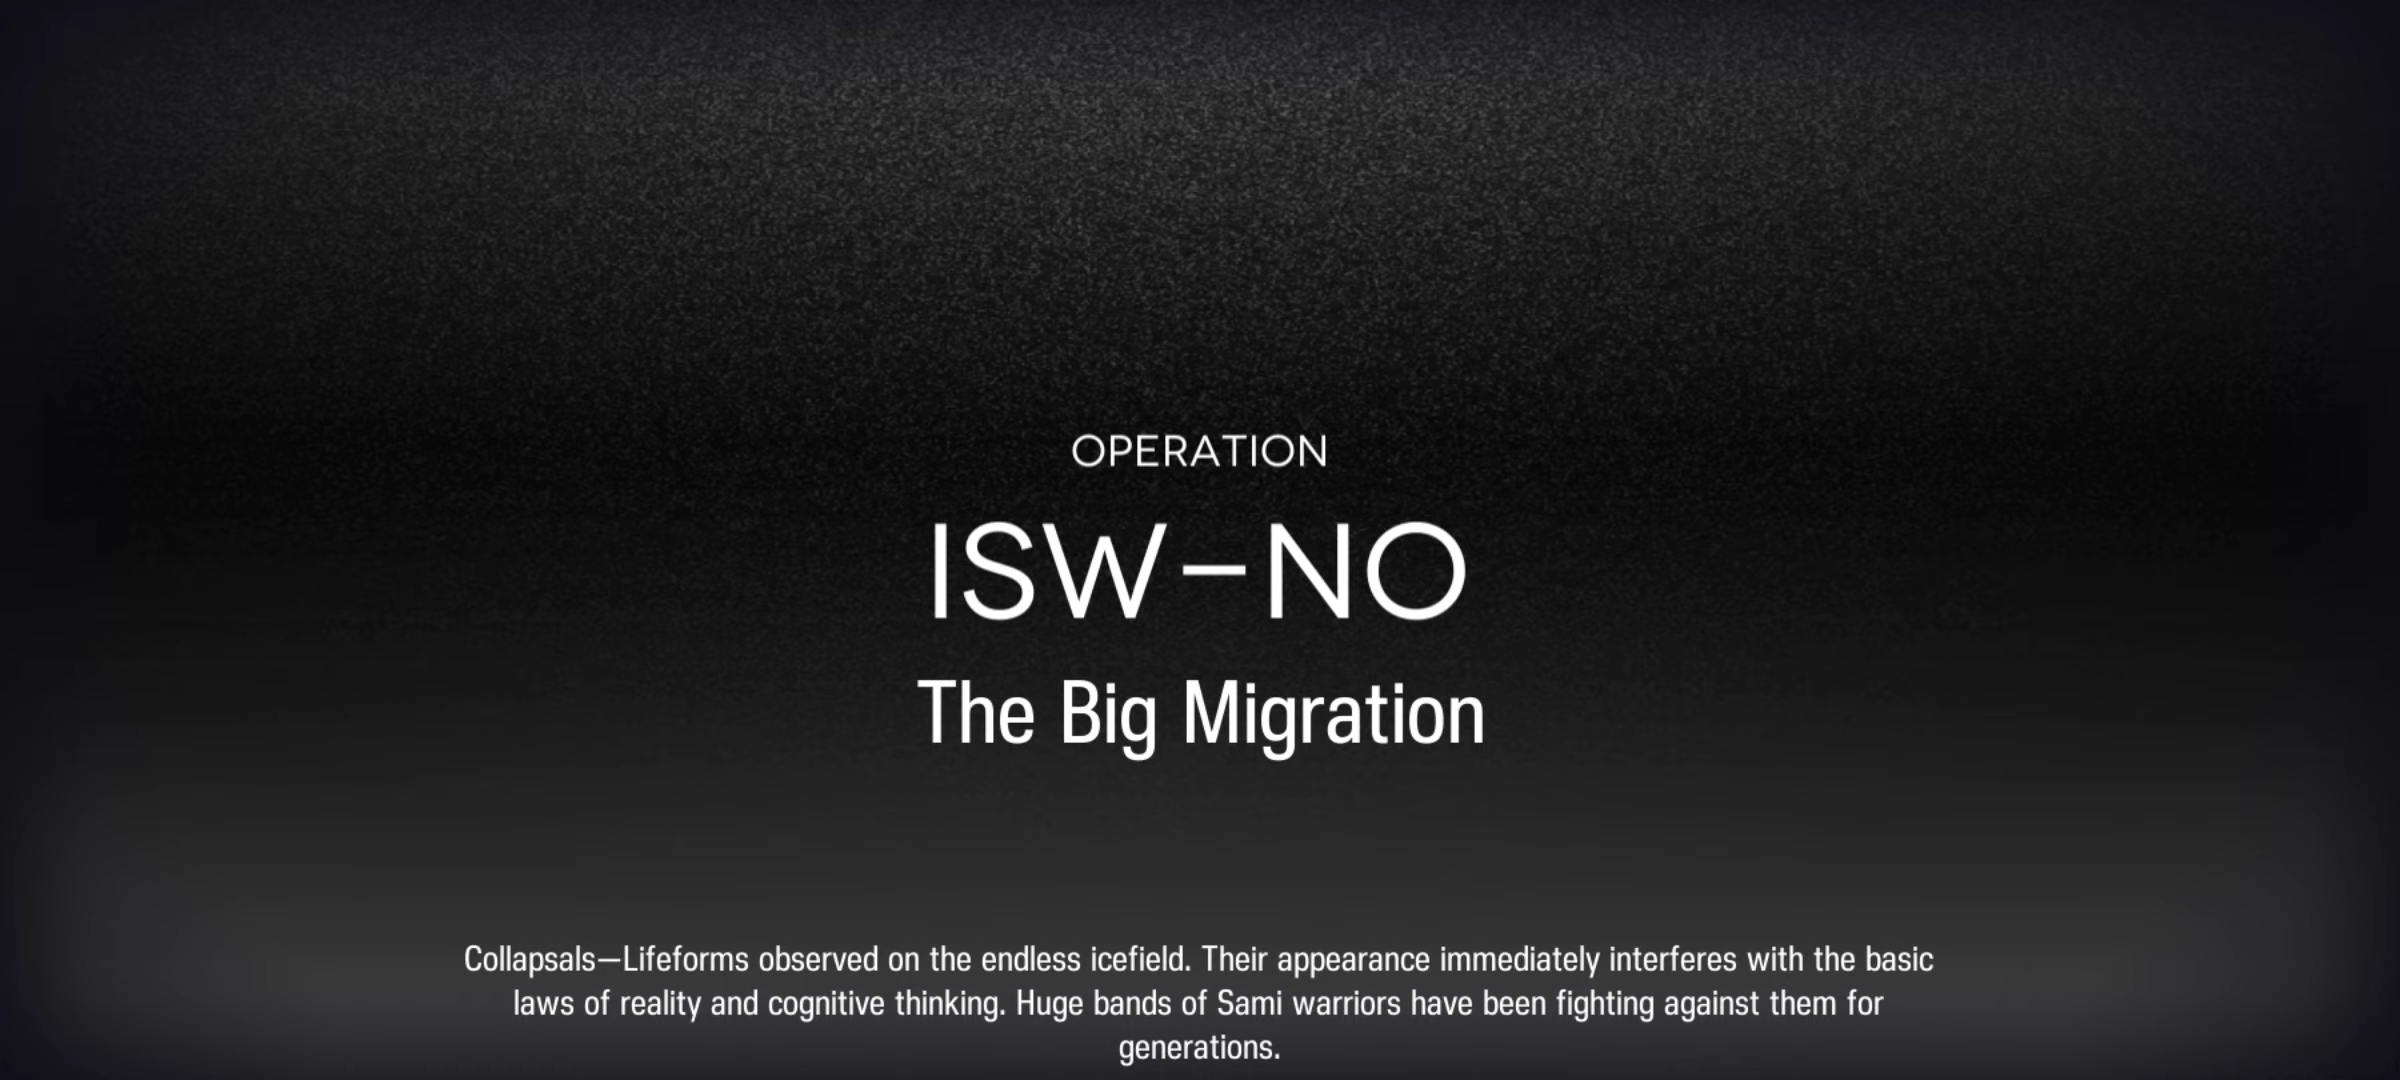 OPERATION
ISW-NO
The Big Migration
Collapsals—Lifeforms observed on the endless icefield. Their appearance immediately interferes with the basic
laws of reality and cognitive thinking. Huge bands of Sami warriors have been fighting against them for
generations.